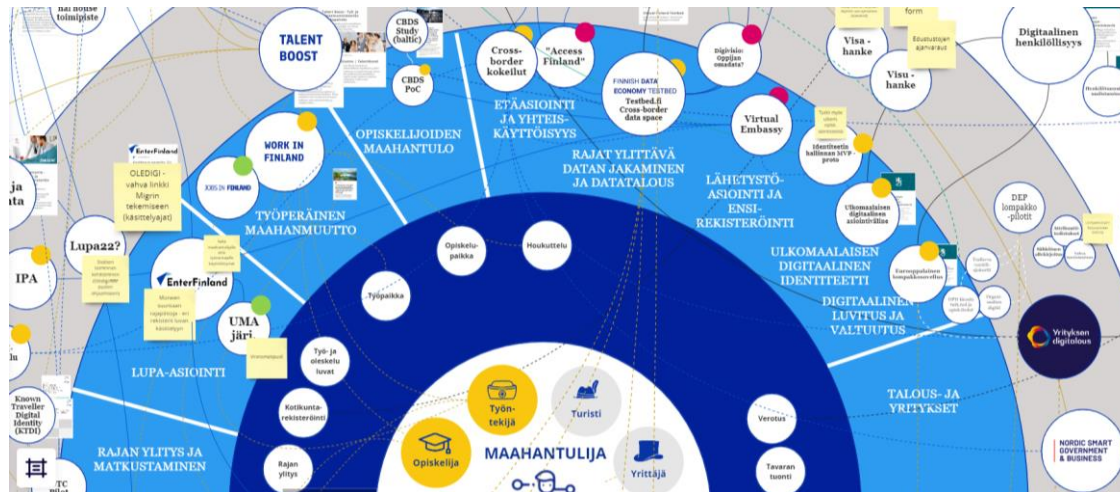 nal house
toimipiste
TALENT
BOOST
CBDS
Study
(baltic)
CBDS
PoC
Cross-
border
kokeilut
"Access
Finland"
FINNISH DATA
ECONOMY TESTBED
Testbed.fi
Cross-border
data space
Digivisio:
Oppijan
omadata?
Visa -
hanke
form
Edustustojen
ajanvaraus
Visu -
hanke
Digitaalinen
henkilöllisyys
Virtual
Embassy
Identiteetin
hallinnan MVP -
proto
Ulkomaalaisen
digitaalinen
asiointiväline
Eurooppalainen
lompakkosovellus
DEP
lompakko
-pilotit
Yrityksen
digitalous
NORDIC SMART
GOVERNMENT
& BUSINESS
EnterFinland
OLEDIGI -
vahva linkki
Migrin
tekemiseen
(käsittelyajat)
WORK IN
FINLAND
JOBS IN FINLAND
Lupa22?
IPA
EnterFinland
UMA
järi
Known
Traveller
Digital
Identity
(KTDI)
OPISKELIJOIDEN
MAAHANTULO
ETÄASIOINTI
JA YHTEIS-
KÄYTTÖISYYS
RAJAT YLITTÄVÄ
DATAN JAKAMINEN
JA DATATALOUS
LÄHETYSTÖ-
ASIOINTI JA
ENSI-
REKISTERÖINTI
ULKOMAALAISEN
DIGITAALINEN
IDENTITEETTI
DIGITAALINEN
LUVITUS JA
VALTUUTUS
TALOUS- JA
YRITYKSET
TYÖPERÄINEN
MAAHANMUUTTO
LUPA-ASIOINTI
RAJAN YLITYS JA
MATKUSTAMINEN
Opiskelu-
paikka
Houkuttelu
Työpaikka
Työ- ja
oleskelu
luvat
Kotikunta-
rekisteröinti
Rajan
ylitys
Verotus
Tavaran
tuonti
Työn-
tekijä
Turisti
Opiskelija
MAAHANTULIJA
Yrittäjä